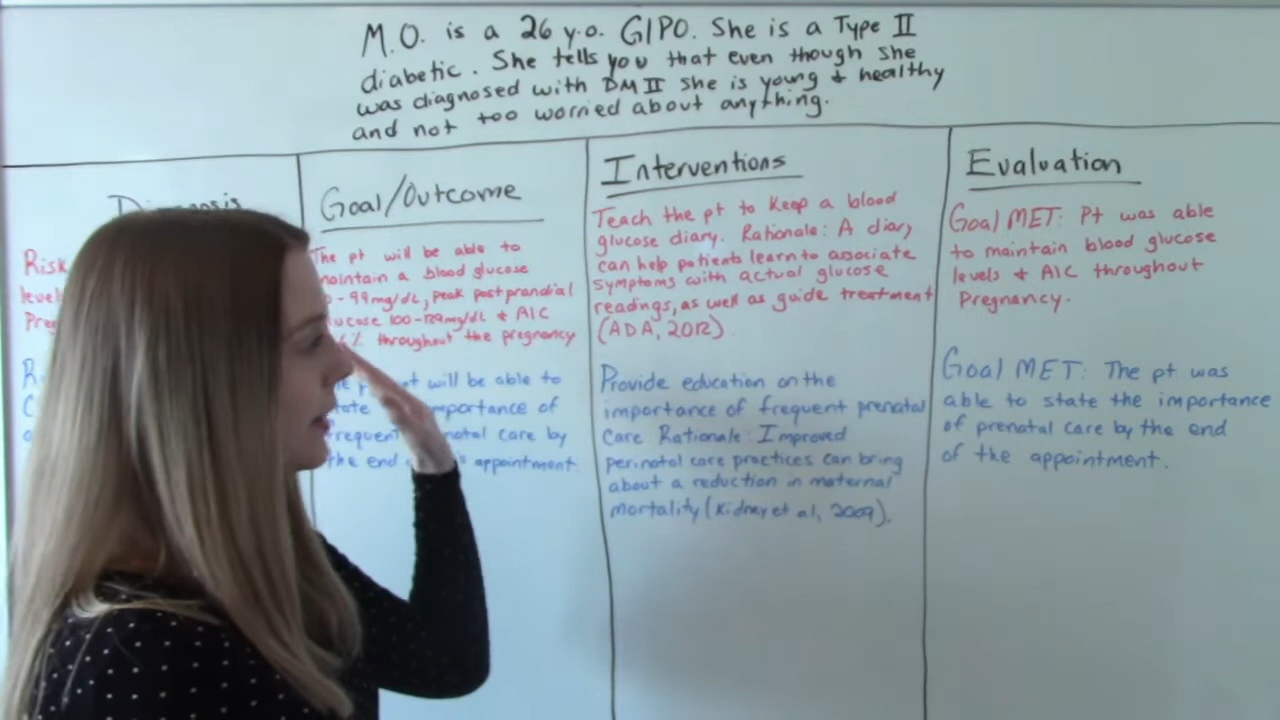 M.O. is a 26 y.o. G1P0. She is a Type II
diabetic. She tells you that even though she
was diagnosed with DM II she is young & healthy
and not too worried about anything.
Diagnosis
Risk
level
Preg
Goal/Outcome
The pt will be able to
maintain a blood glucose
-99mg/dL, peak postprandial
glucose 100-129mg/dL & A1C
% throughout the pregnancy
pt will be able to
state importance of
frequent prenatal care by
the end appointment.
Interventions
Teach the pt to keep a blood
glucose diary. Rationale: A diary
can help patients learn to associate
symptoms with actual glucose
readings, as well as guide treatment
(ADA, 2012)
Provide education on the
importance of frequent prenatal
care Rationale: Improved
perinatal care practices can bring
about a reduction in maternal
mortality (Kidney et al, 2009).
Evaluation
Goal MET: Pt was able
to maintain blood glucose
levels & A1C throughout
Pregnancy.
Goal MET: The pt was
able to state the importance
of prenatal care by the end
of the appointment.